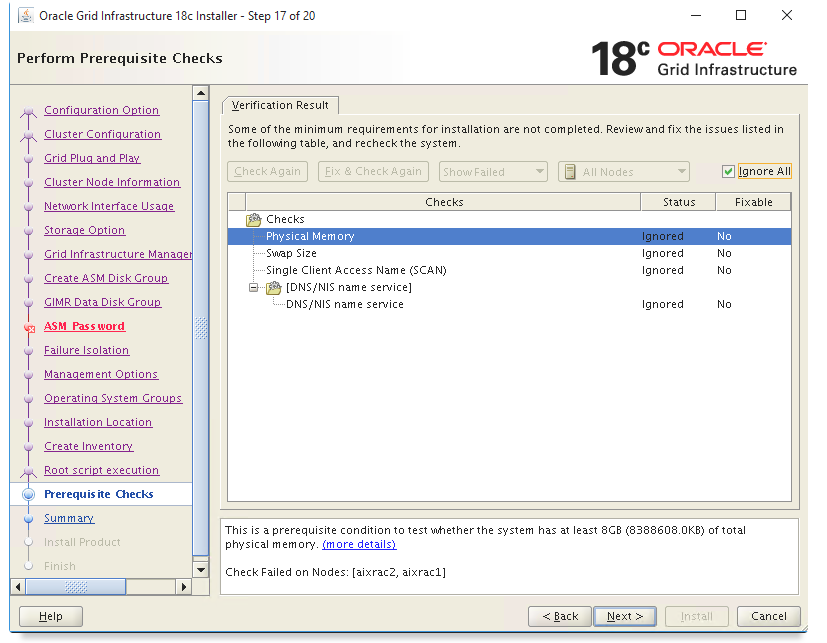 Oracle Grid Infrastructure 18c Installer - Step 17 of 20
Perform Prerequisite Checks
18c ORACLE
Grid Infrastructure
Configuration Option
Cluster Configuration
Grid Plug and Play
Cluster Node Information
Network Interface Usage
Storage Option
Grid Infrastructure Manager
Create ASM Disk Group
GIMR Data Disk Group
ASM Password
Failure Isolation
Management Options
Operating System Groups
Installation Location
Create Inventory
Root script execution
Prerequisite Checks
Summary
Install Product
Finish
Verification Result
Some of the minimum requirements for installation are not completed. Review and fix the issues listed in
the following table, and recheck the system.
Check Again Fix & Check Again Show Failed All Nodes Ignore All
Checks Status Fixable
Checks
Physical Memory Ignored No
Swap Size Ignored No
Single Client Access Name (SCAN) Ignored No
[DNS/NIS name service]
DNS/NIS name service Ignored No
This is a prerequisite condition to test whether the system has at least 8GB (8388608.0KB) of total
physical memory. (more details)
Check Failed on Nodes: [aixrac2, aixrac1]
Help < Back Next > Install Cancel